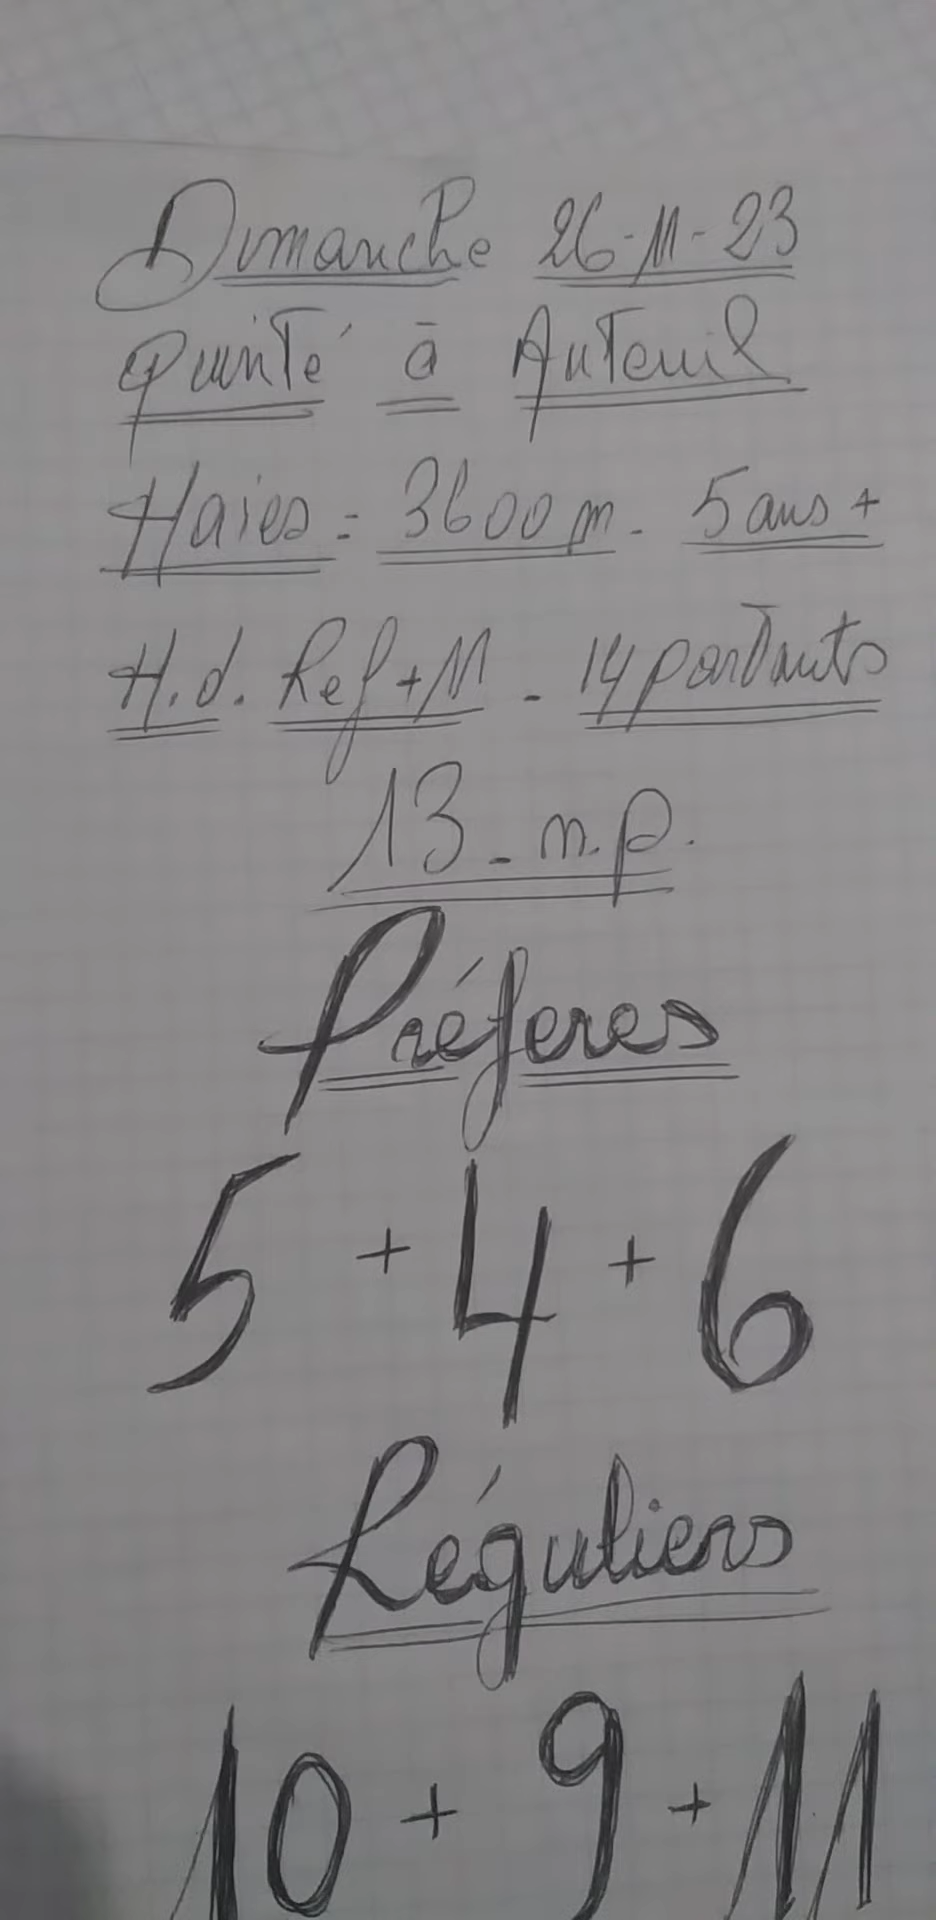 Dimanche 26-11-23
Quinté à Auteuil
Haies = 3600 m - 5 ans +
H.d. Ref + 11 - 14 partants
13 - n.p.
Préferes
5 + 4 + 6
Réguliers
10 + 9 + 11